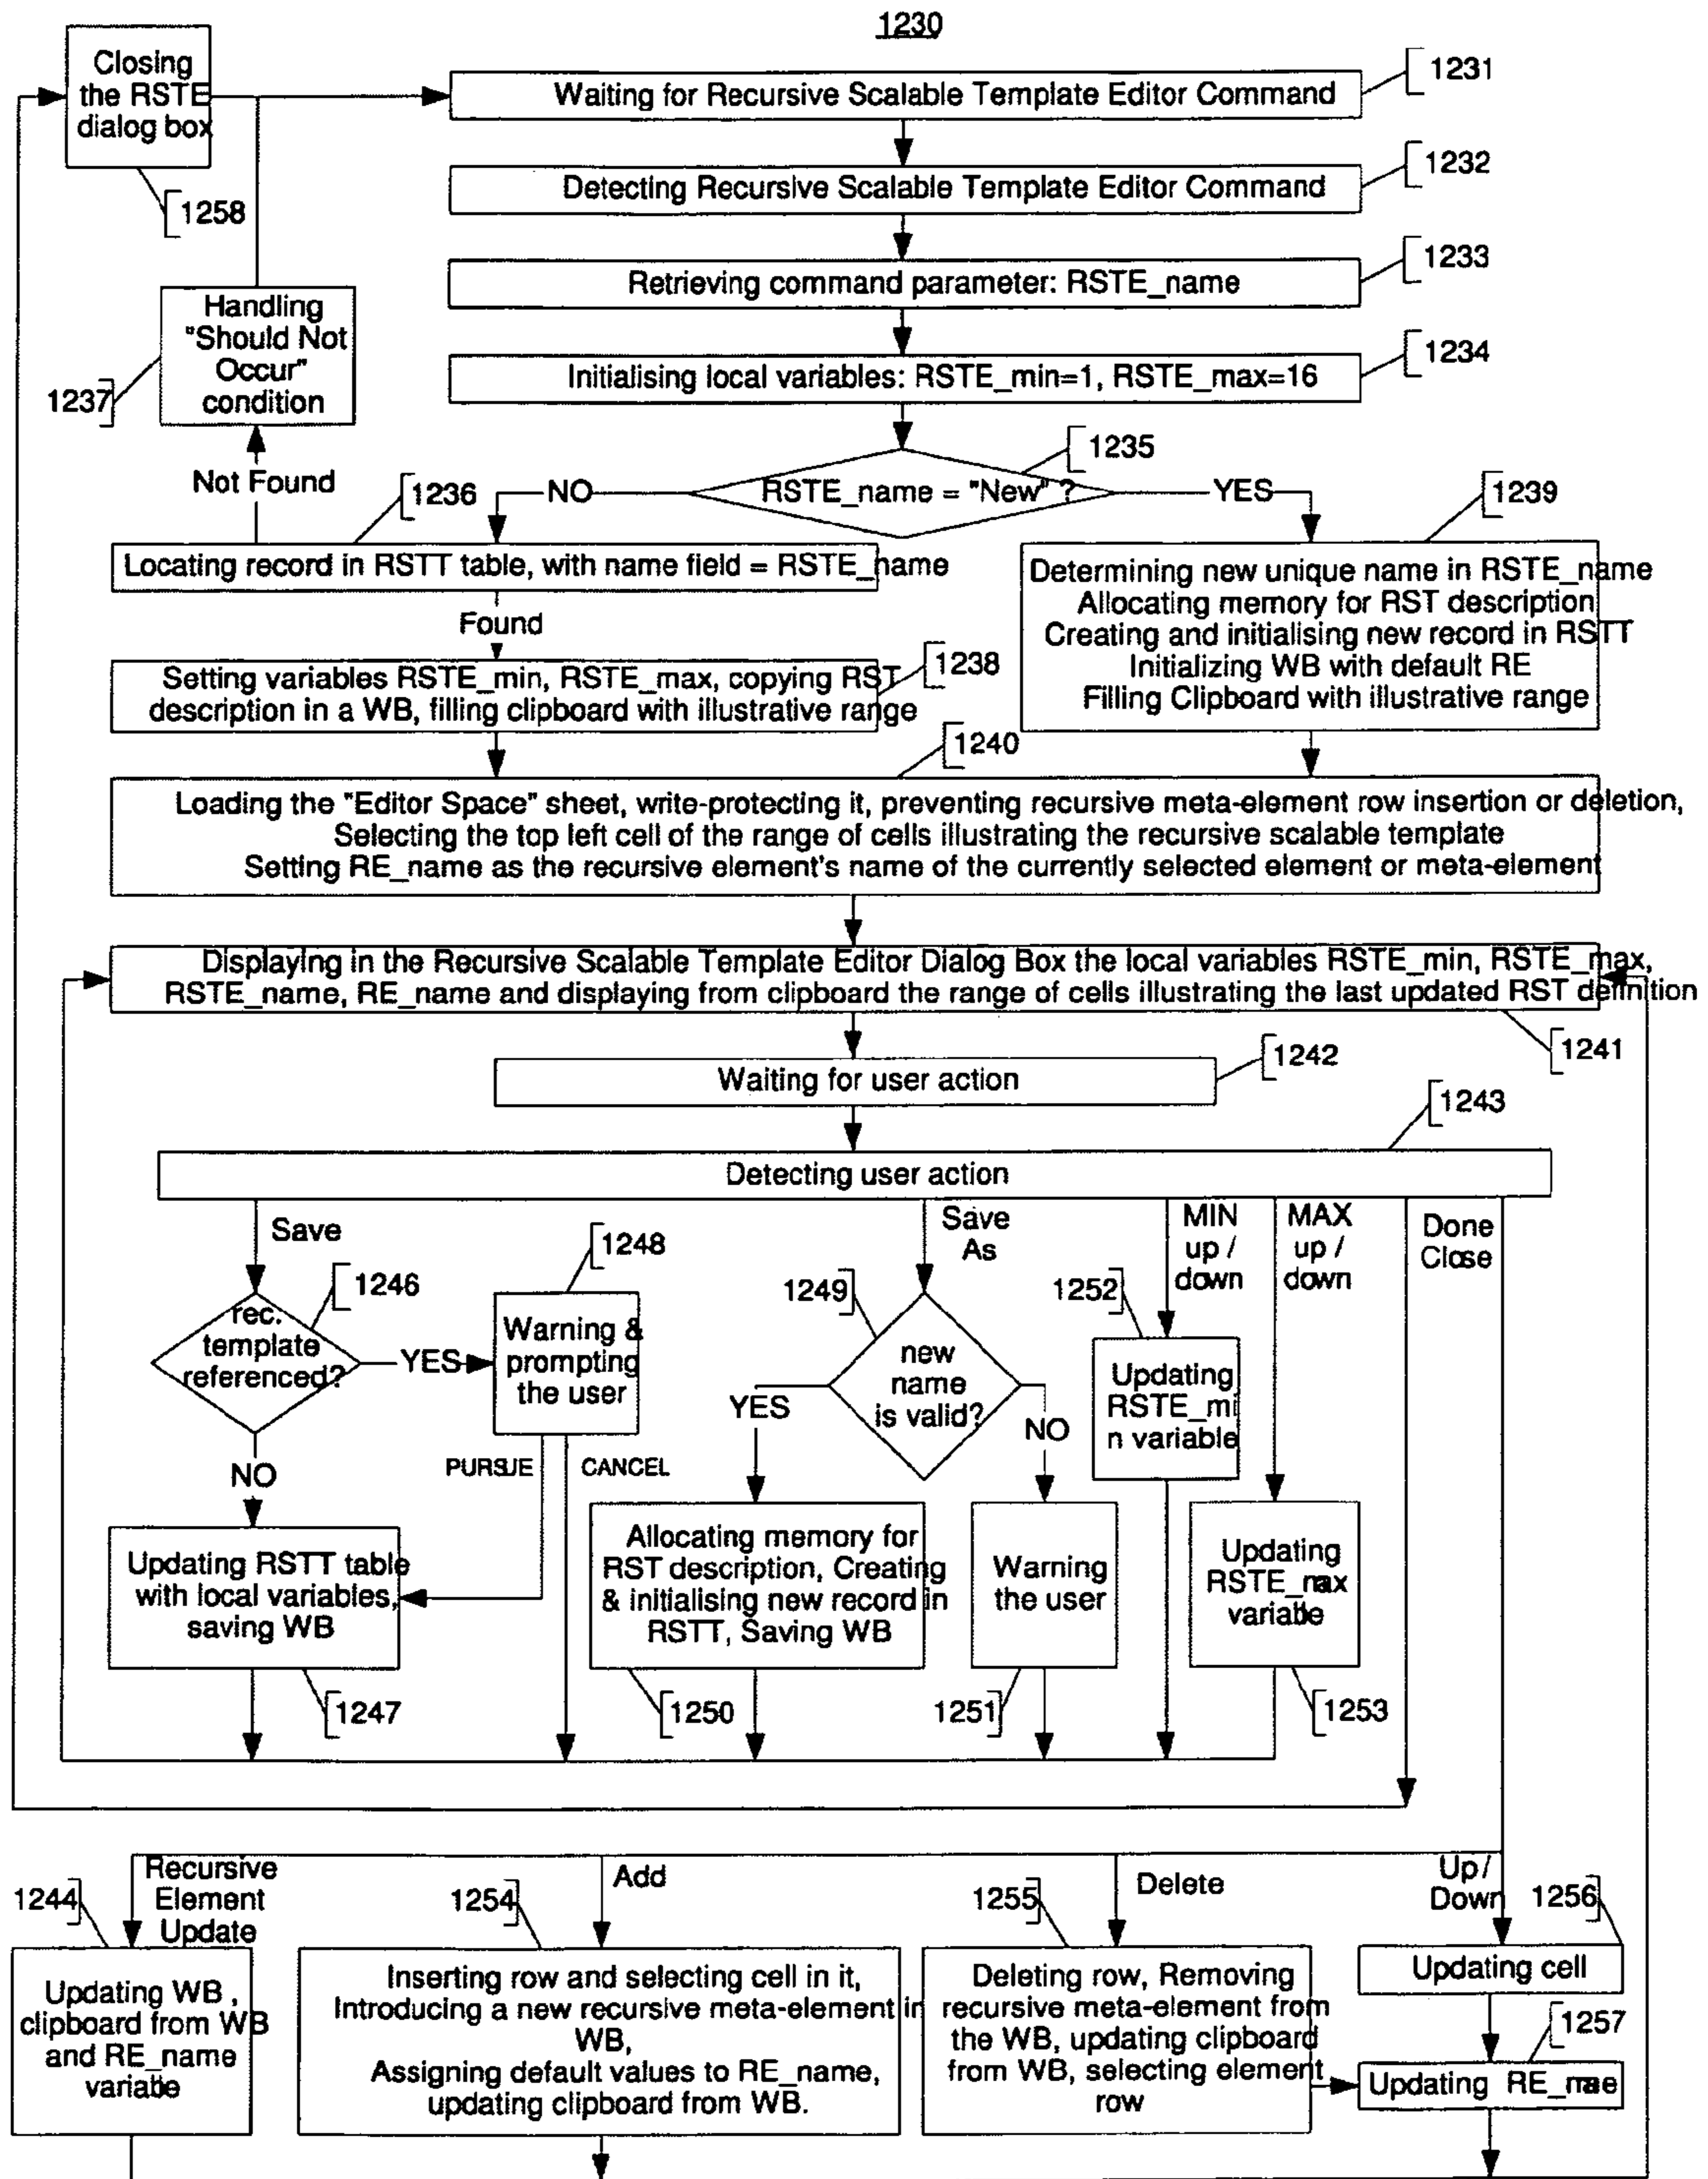 1230
Closing
the RSTE
dialog box
1258
Waiting for Recursive Scalable Template Editor Command
1231
Detecting Recursive Scalable Template Editor Command
1232
Retrieving command parameter: RSTE_name
1233
Handling
"Should Not
Occur"
condition
1237
Initialising local variables: RSTE_min=1, RSTE_max=16
1234
Not Found
1236
NO
RSTE_name = "New" ?
1235
YES
1239
Locating record in RSTT table, with name field = RSTE_name
Found
Determining new unique name in RSTE_name
Allocating memory for RST description
Creating and initialising new record in RSTT
Initializing WB with default RE
Filling Clipboard with illustrative range
Setting variables RSTE_min, RSTE_max, copying RST
description in a WB, filling clipboard with illustrative range
1238
1240
Loading the "Editor Space" sheet, write-protecting it, preventing recursive meta-element row insertion or deletion,
Selecting the top left cell of the range of cells illustrating the recursive scalable template
Setting RE_name as the recursive element's name of the currently selected element or meta-element
Displaying in the Recursive Scalable Template Editor Dialog Box the local variables RSTE_min, RSTE_max,
RSTE_name, RE_name and displaying from clipboard the range of cells illustrating the last updated RST definition
1241
Waiting for user action
1242
1243
Detecting user action
Save
Save
As
MIN
up /
down
MAX
up /
down
Done
Close
1246
rec.
template
referenced?
YES
NO
1248
Warning &
prompting
the user
PURSUE
CANCEL
1249
new
name
is valid?
YES
NO
1252
Updating
RSTE_mi
n variable
Updating RSTT table
with local variables,
saving WB
1247
Allocating memory for
RST description, Creating
& initialising new record in
RSTT, Saving WB
1250
Warning
the user
1251
Updating
RSTE_max
variable
1253
Recursive
Element
Update
1244
Add
1254
Delete
1255
Up/
Down
1256
Updating WB ,
clipboard from WB
and RE_name
variable
Inserting row and selecting cell in it,
Introducing a new recursive meta-element in
WB,
Assigning default values to RE_name,
updating clipboard from WB.
Deleting row, Removing
recursive meta-element from
the WB, updating clipboard
from WB, selecting element
row
Updating cell
1257
Updating RE_name